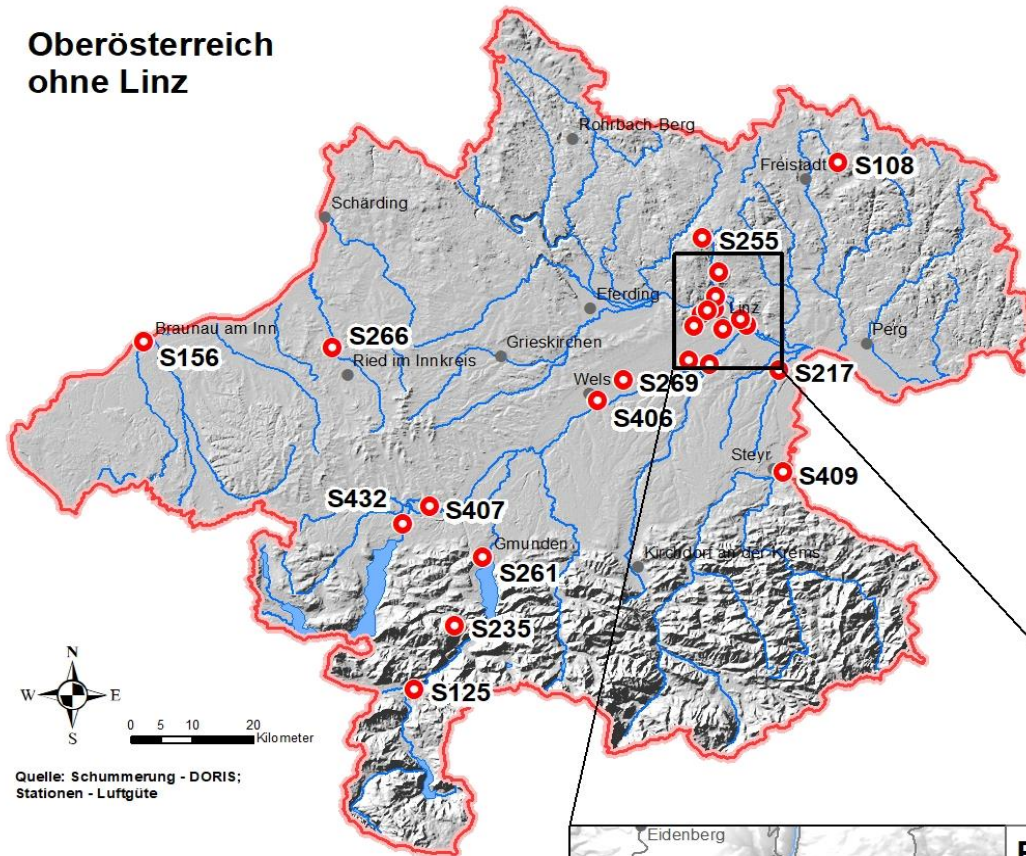 Oberösterreich
ohne Linz
Rohrbach-Berg
Freistadt
S108
Schärding
S255
Eferding
Linz
Braunau am Inn
S156
S266
Ried im Innkreis
Grieskirchen
Perg
Wels
S269
S217
S406
Steyr
S409
S432
S407
Gmunden
S261
Kirchdorf an der Krems
S235
S125
N
W
E
S
0 5 10 20
Kilometer
Quelle: Schummerung - DORIS;
Stationen - Luftgüte
Eidenberg